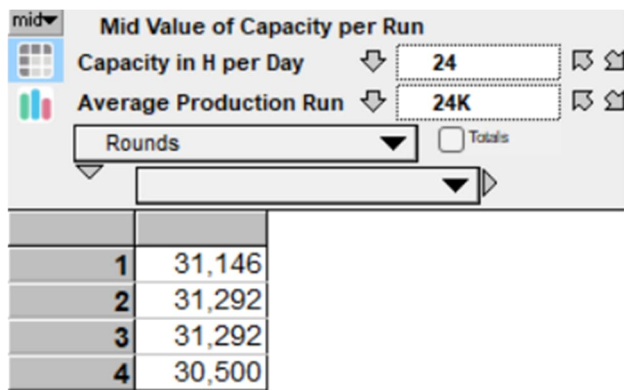 mid Mid Value of Capacity per Run
Capacity in H per Day 24
Average Production Run 24K
Rounds Totals
1 31,146
2 31,292
3 31,292
4 30,500